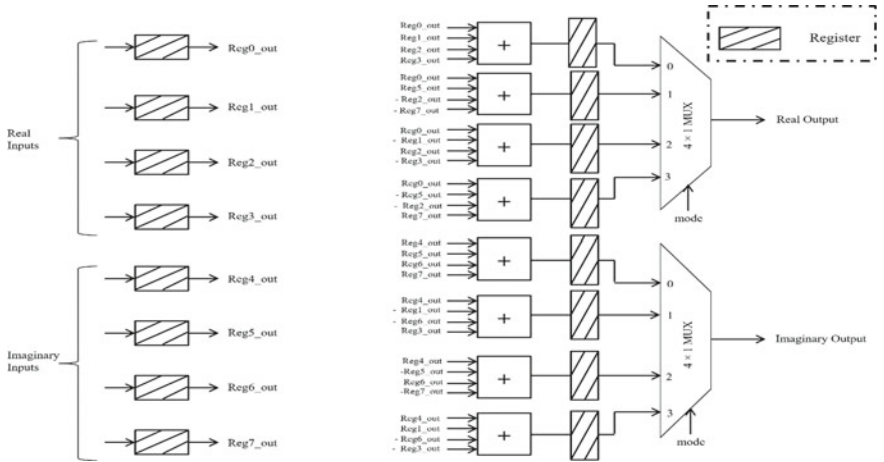 Real
Inputs
Reg0_out
Reg1_out
Reg2_out
Reg3_out
Imaginary
Inputs
Reg4_out
Reg5_out
Reg6_out
Reg7_out
Reg0_out
Reg1_out
Reg2_out
Reg3_out
+
Reg0_out
Reg5_out
- Reg2_out
- Reg7_out
+
Reg0_out
- Reg1_out
Reg2_out
- Reg3_out
+
Reg0_out
- Reg5_out
- Reg2_out
Reg7_out
+
0
1
2
3
4 × 1 MUX
mode
Real Output
Reg4_out
Reg5_out
Reg6_out
Reg7_out
+
Reg4_out
- Reg1_out
- Reg6_out
Reg3_out
+
Reg4_out
-Reg5_out
Reg6_out
-Reg7_out
+
Reg4_out
Reg1_out
- Reg6_out
- Reg3_out
+
0
1
2
3
4 × 1 MUX
mode
Imaginary Output
Register